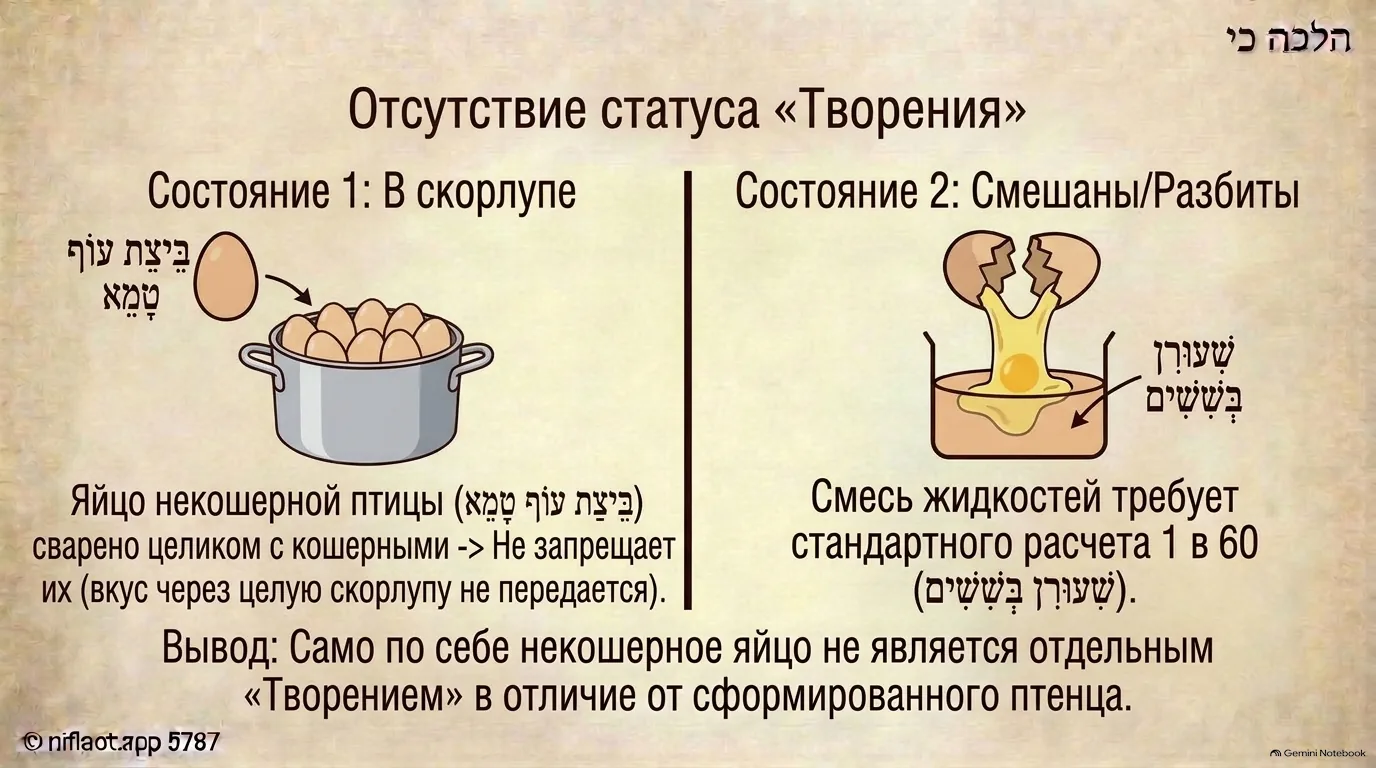 הלכה כי
Отсутствие статуса «Творения»
Состояние 1: В скорлупе
בֵּיצֵת עוֹף
טָמֵא
Яйцо некошерной птицы (בֵּיצַת עוֹף טָמֵא)
сварено целиком с кошерными -> Не запрещает
их (вкус через целую скорлупу не передается).
Состояние 2: Смешаны/Разбиты
שִׁעוּרִן
בְּשִׁשִּׁים
Смесь жидкостей требует
стандартного расчета 1 в 60
(שִׁעוּרִן בְּשִׁשִּׁים).
Вывод: Само по себе некошерное яйцо не является отдельным
«Творением» в отличие от сформированного птенца.
© niflaot.app 5787
Gemini Notebook